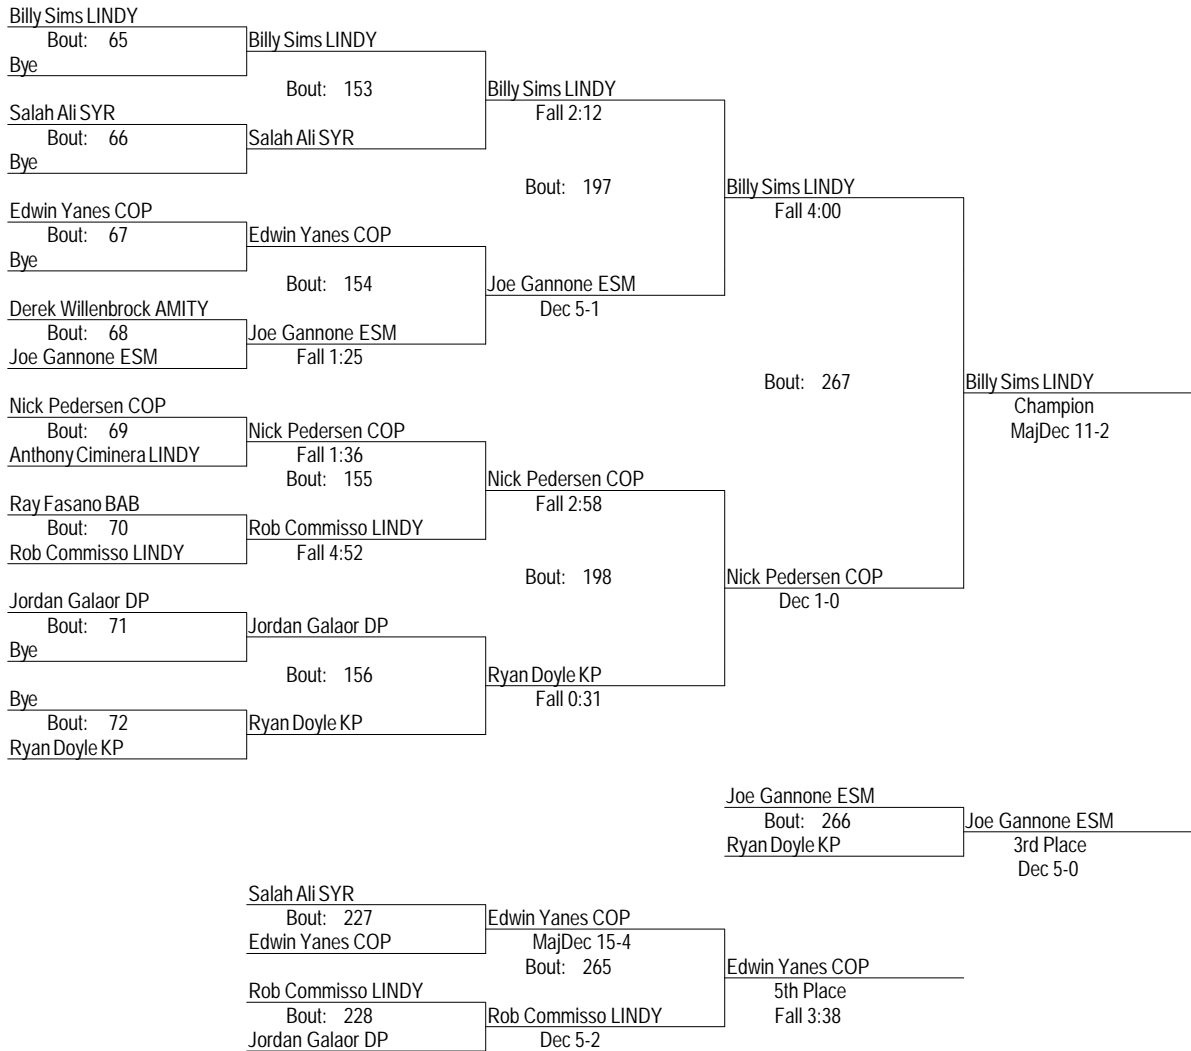 Billy Sims LINDY
Bout: 65
Bye
Billy Sims LINDY
Bout: 153
Salah Ali SYR
Bout: 66
Bye
Salah Ali SYR
Billy Sims LINDY
Fall 2:12
Bout: 197
Edwin Yanes COP
Bout: 67
Bye
Edwin Yanes COP
Bout: 154
Derek Willenbrock AMITY
Bout: 68
Joe Gannone ESM
Joe Gannone ESM
Fall 1:25
Joe Gannone ESM
Dec 5-1
Billy Sims LINDY
Fall 4:00
Bout: 267
Nick Pedersen COP
Bout: 69
Anthony Ciminera LINDY
Nick Pedersen COP
Fall 1:36
Bout: 155
Ray Fasano BAB
Bout: 70
Rob Commisso LINDY
Rob Commisso LINDY
Fall 4:52
Nick Pedersen COP
Fall 2:58
Bout: 198
Jordan Galaor DP
Bout: 71
Bye
Jordan Galaor DP
Bout: 156
Bye
Bout: 72
Ryan Doyle KP
Ryan Doyle KP
Ryan Doyle KP
Fall 0:31
Nick Pedersen COP
Dec 1-0
Billy Sims LINDY
Champion
MajDec 11-2
Joe Gannone ESM
Bout: 266
Ryan Doyle KP
Joe Gannone ESM
3rd Place
Dec 5-0
Salah Ali SYR
Bout: 227
Edwin Yanes COP
Edwin Yanes COP
MajDec 15-4
Bout: 265
Rob Commisso LINDY
Bout: 228
Jordan Galaor DP
Rob Commisso LINDY
Dec 5-2
Edwin Yanes COP
5th Place
Fall 3:38